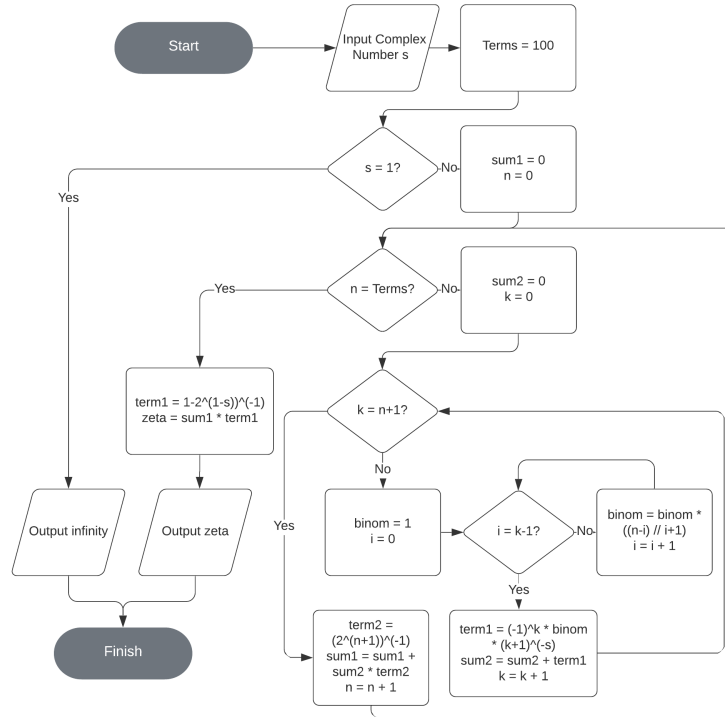 Start
Input Complex
Number s
Terms = 100
s = 1?
No
sum1 = 0
n = 0
Yes
n = Terms?
No
sum2 = 0
k = 0
Yes
term1 = 1-2^(1-s))^(-1)
zeta = sum1 * term1
k = n+1?
No
Yes
binom = 1
i = 0
i = k-1?
No
binom = binom *
((n-i) // i+1)
i = i + 1
Yes
Output infinity
Output zeta
term2 =
(2^(n+1))^(-1)
sum1 = sum1 +
sum2 * term2
n = n + 1
term1 = (-1)^k * binom
* (k+1)^(-s)
sum2 = sum2 + term1
k = k + 1
Finish